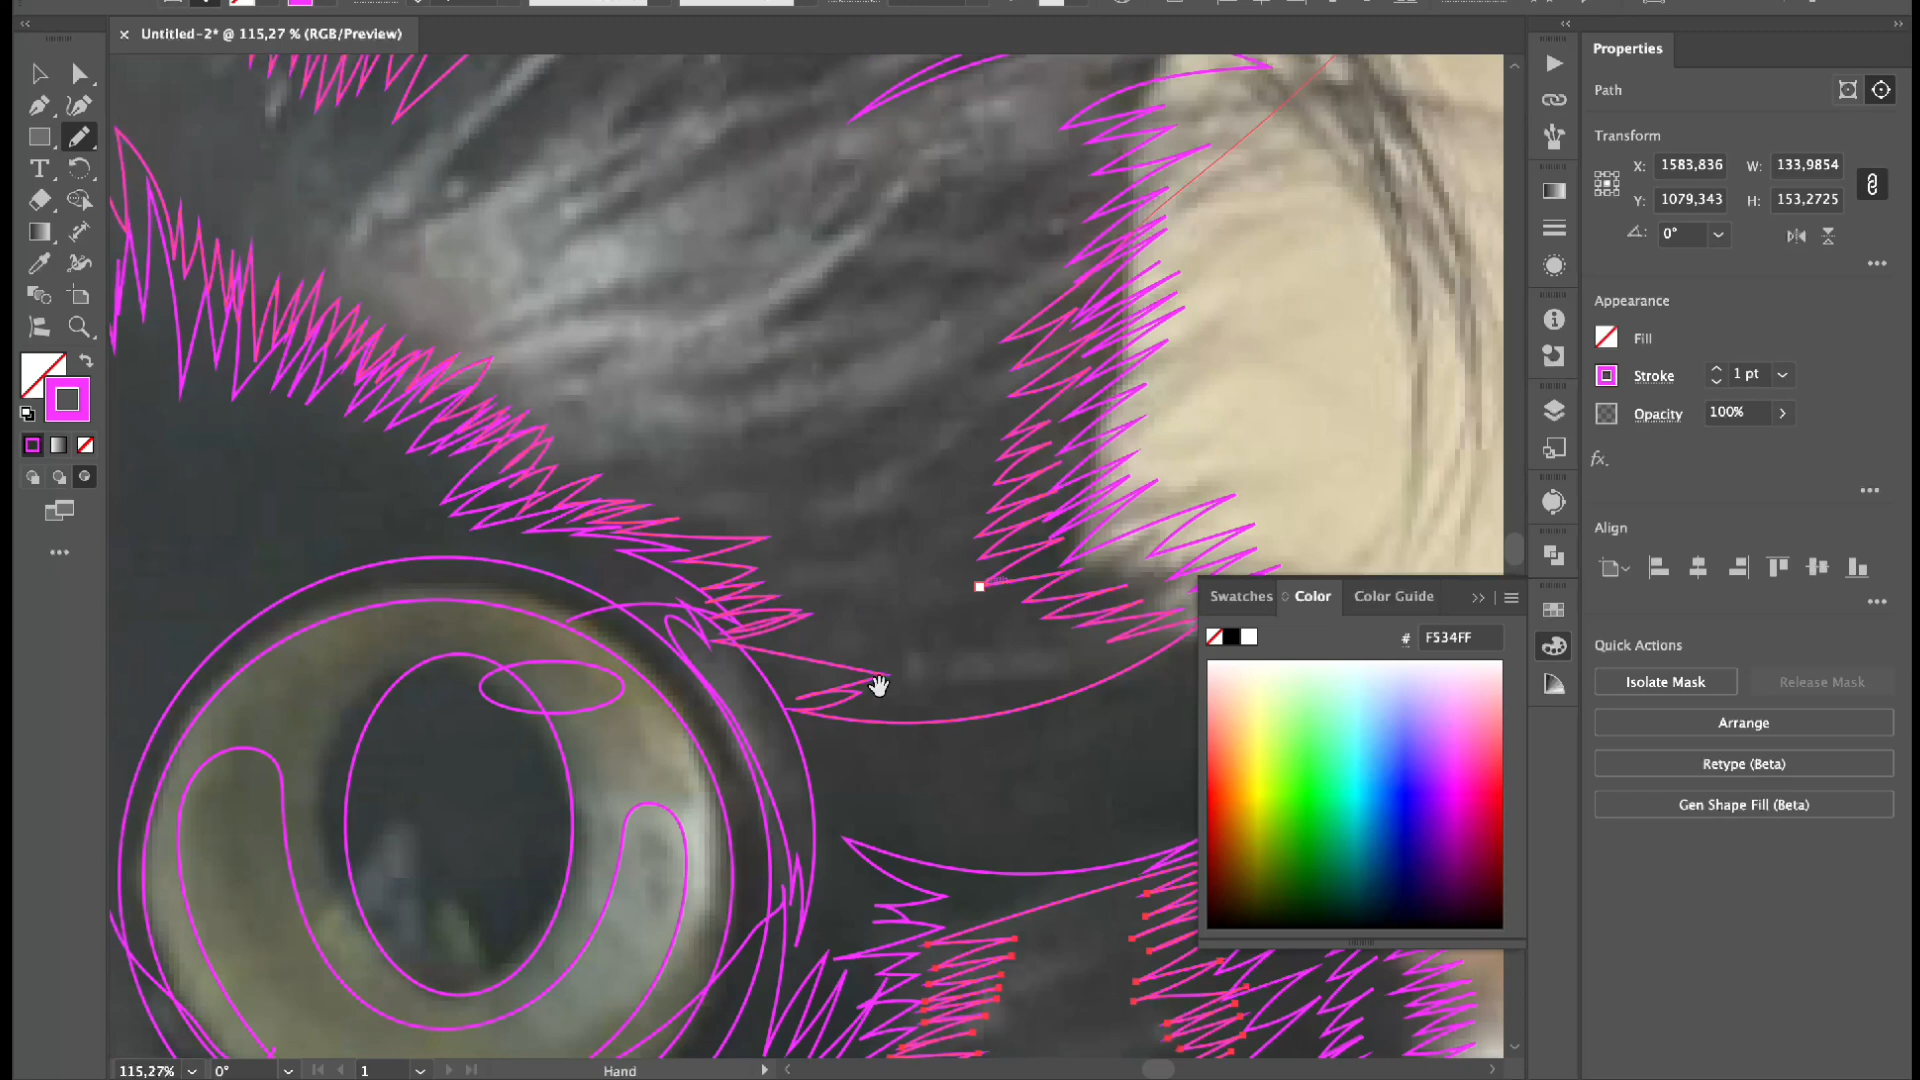 Untitled-2* @ 115,27 % (RGB/Preview)
Properties
Path
Transform
X: 1583,836 W: 133,9854
Y: 1079,343 H: 153,2725
0°
Appearance
Fill
Stroke 1 pt
Opacity 100%
fx.
Align
Swatches Color Color Guide
# F534FF
Quick Actions
Isolate Mask Release Mask
Arrange
Retype (Beta)
Gen Shape Fill (Beta)
115,27% 0° 1 Hand